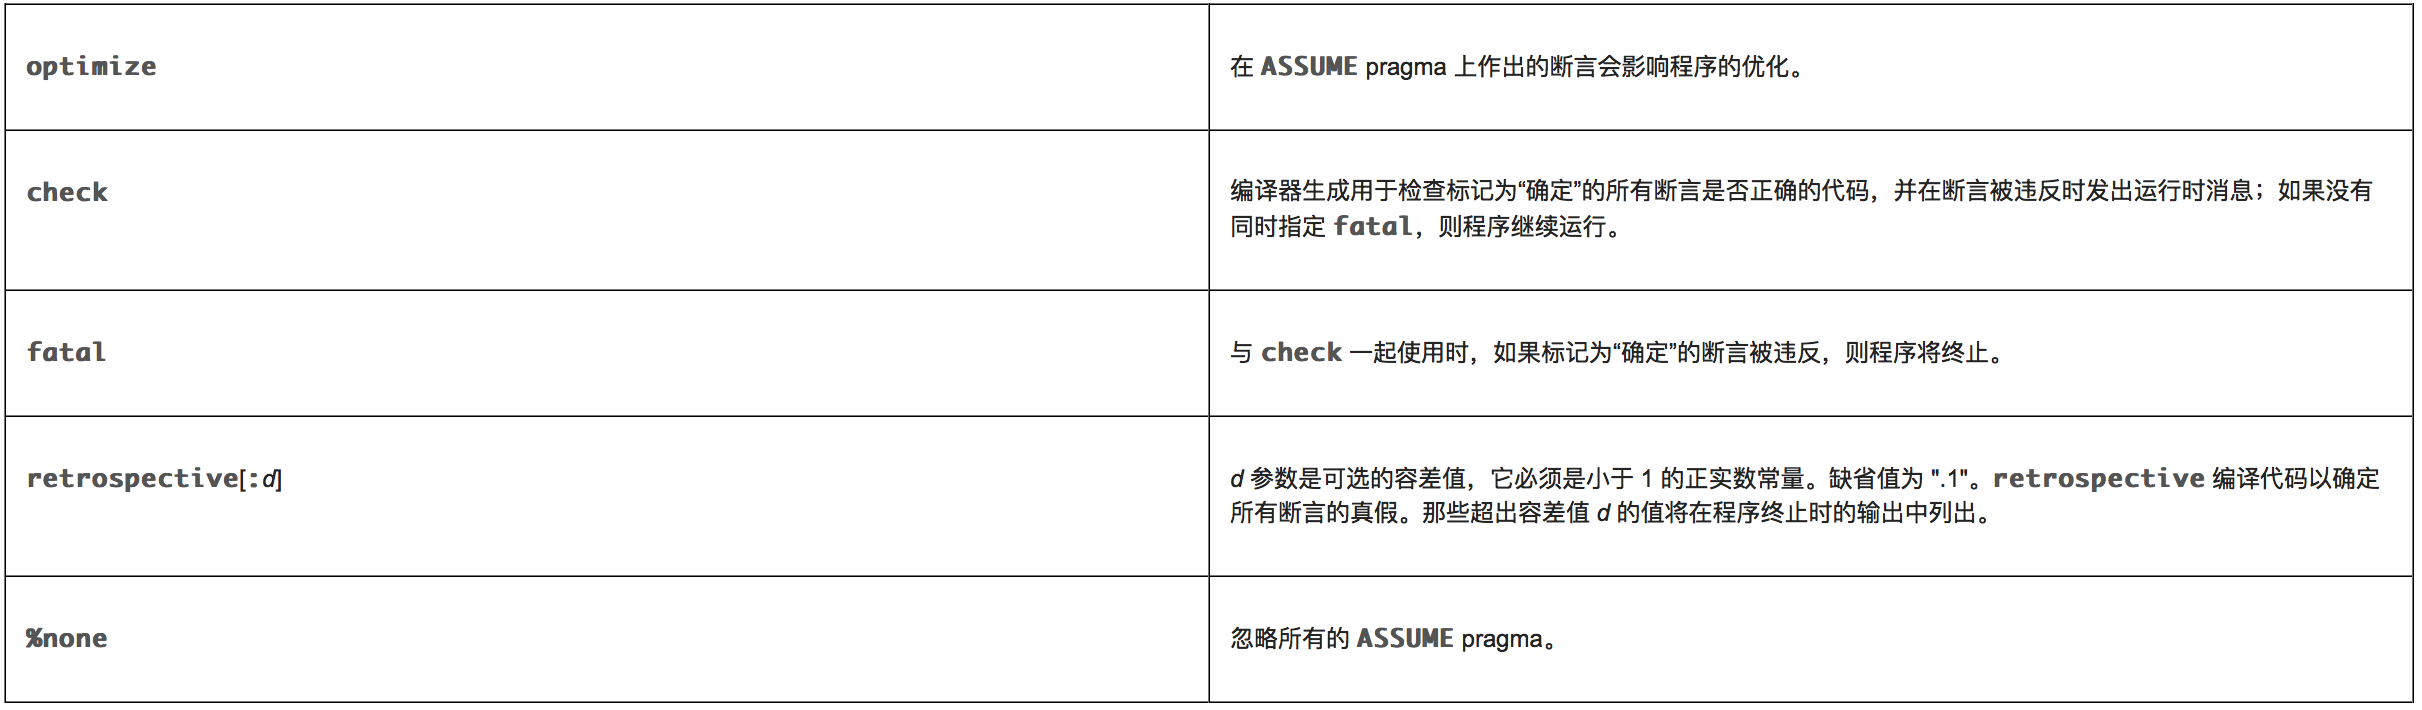 optimize
在 ASSUME pragma 上作出的断言会影响程序的优化。
check
编译器生成用于检查标记为“确定”的所有断言是否正确的代码，并在断言被违反时发出运行时消息；如果没有
同时指定 fatal，则程序继续运行。
fatal
与 check 一起使用时，如果标记为“确定”的断言被违反，则程序将终止。
retrospective[:d]
d 参数是可选的容差值，它必须是小于 1 的正实数常量。缺省值为 ".1"。retrospective 编译代码以确定
所有断言的真假。那些超出容差值 d 的值将在程序终止时的输出中列出。
%none
忽略所有的 ASSUME pragma。